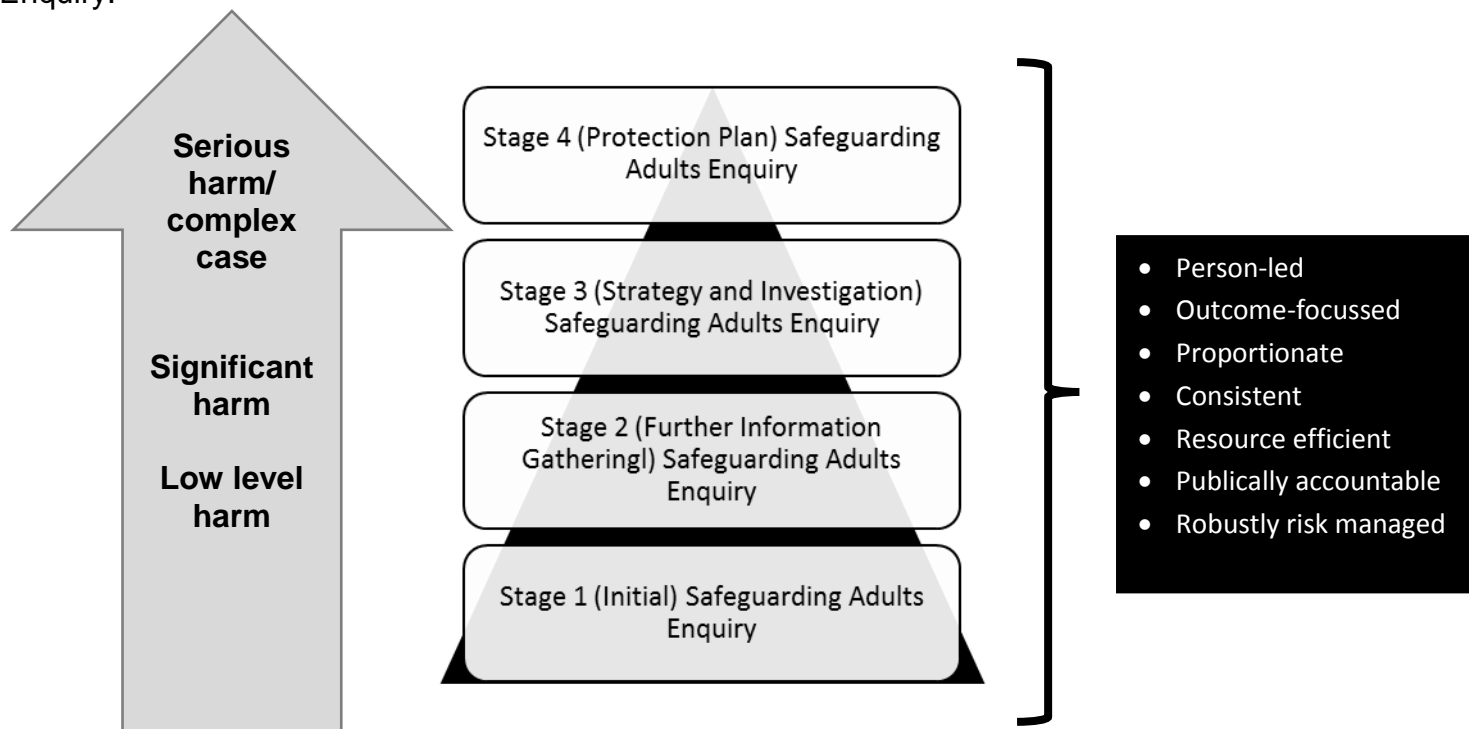 Enquiry.
Serious
harm/
complex
case
Significant
harm
Low level
harm
Stage 4 (Protection Plan) Safeguarding
Adults Enquiry
Stage 3 (Strategy and Investigation)
Safeguarding Adults Enquiry
Stage 2 (Further Information
Gatheringl) Safeguarding Adults
Enquiry
Stage 1 (Initial) Safeguarding Adults
Enquiry
• Person-led
• Outcome-focussed
• Proportionate
• Consistent
• Resource efficient
• Publically accountable
• Robustly risk managed